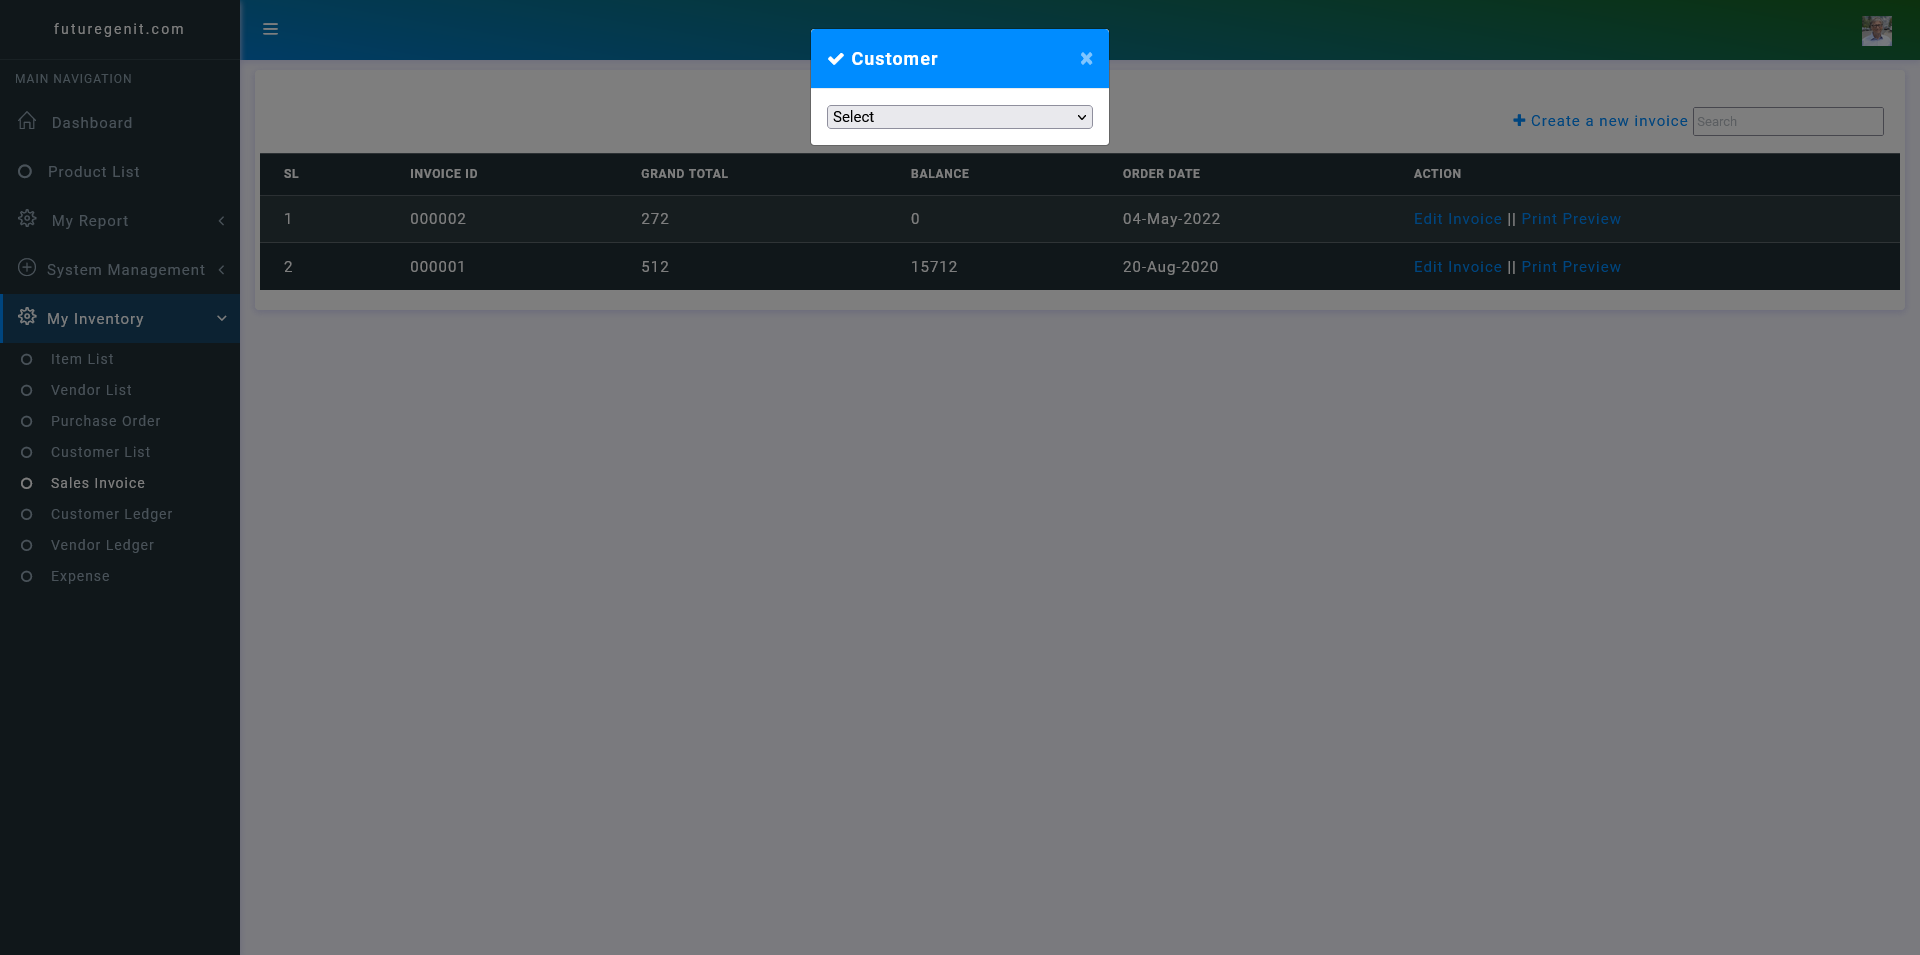 futuregenit.com
MAIN NAVIGATION
Dashboard
Product List
My Report
System Management
My Inventory
Item List
Vendor List
Purchase Order
Customer List
Sales Invoice
Customer Ledger
Vendor Ledger
Expense
Customer
×
Select
Create a new invoice Search
SL INVOICE ID GRAND TOTAL BALANCE ORDER DATE ACTION
1 000002 272 0 04-May-2022 Edit Invoice || Print Preview
2 000001 512 15712 20-Aug-2020 Edit Invoice || Print Preview